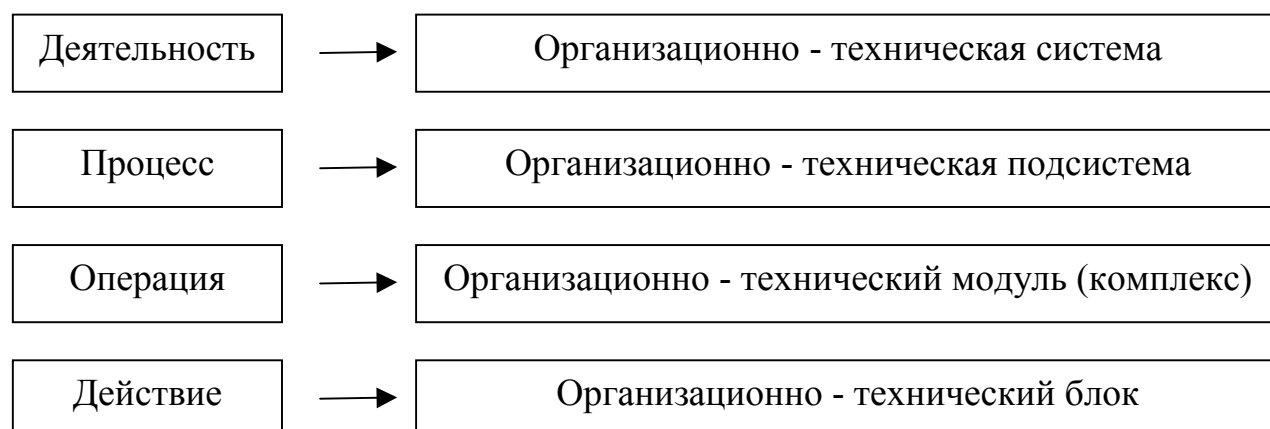 Деятельность
Организационно - техническая система
Процесс
Организационно - техническая подсистема
Операция
Организационно - технический модуль (комплекс)
Действие
Организационно - технический блок